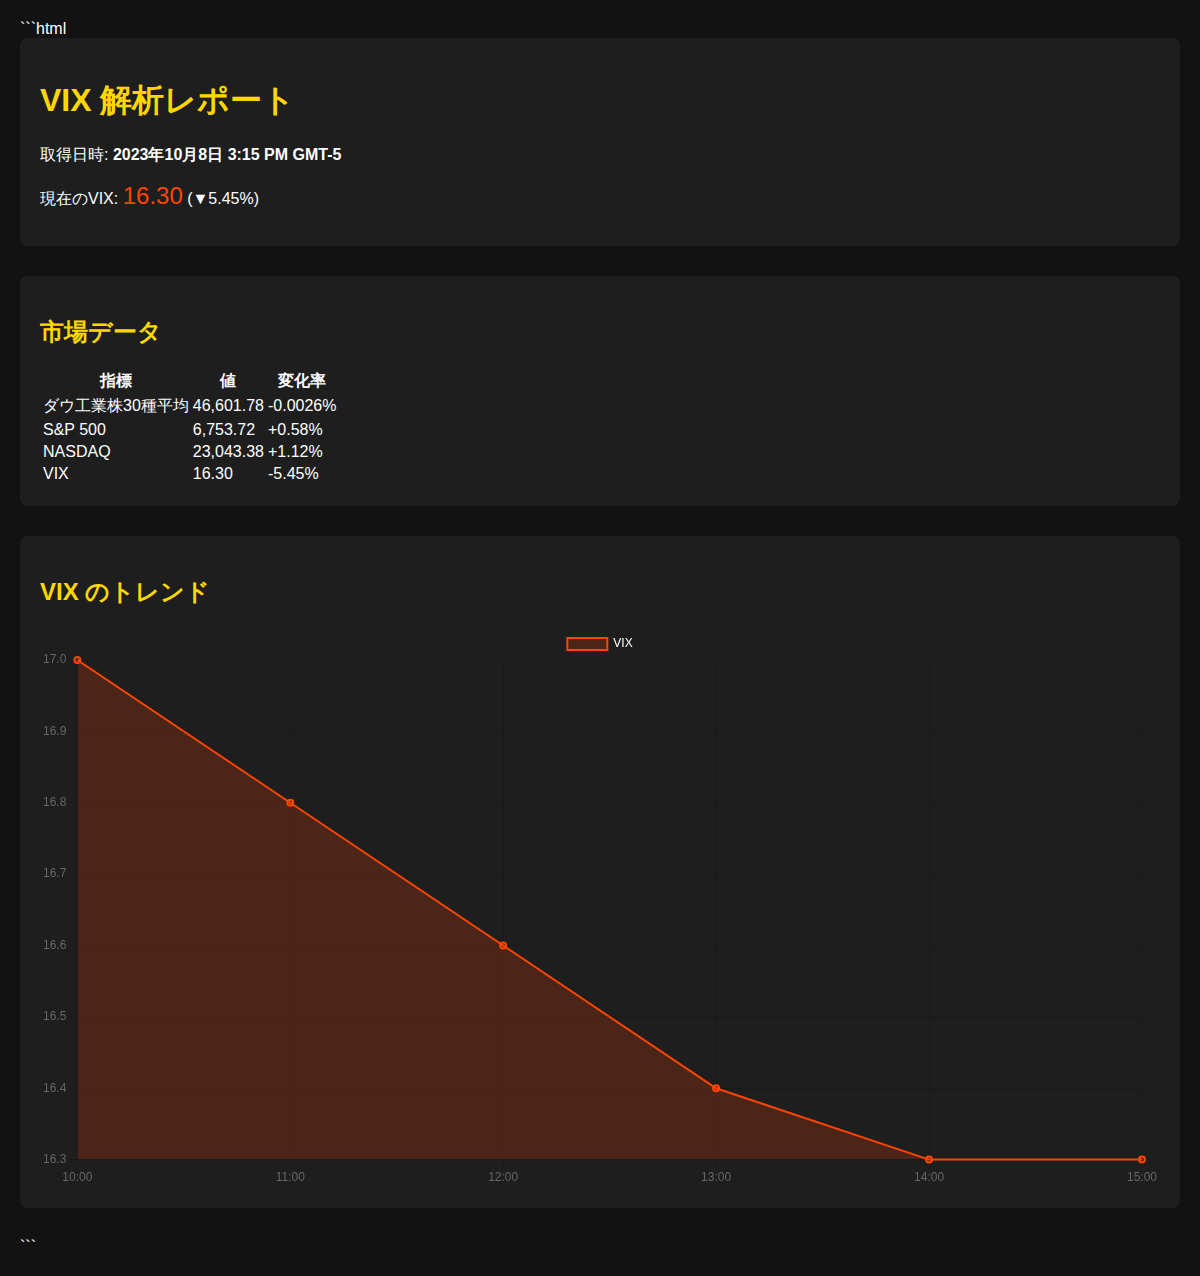 ```html
VIX 解析レポート
取得日時: 2023年10月8日 3:15 PM GMT-5
現在のVIX: 16.30 (▼5.45%)
市場データ
指標 値 変化率
ダウ工業株30種平均 46,601.78 -0.0026%
S&P 500 6,753.72 +0.58%
NASDAQ 23,043.38 +1.12%
VIX 16.30 -5.45%
VIX のトレンド
VIX
17.0
16.9
16.8
16.7
16.6
16.5
16.4
16.3
10:00 11:00 12:00 13:00 14:00 15:00
```